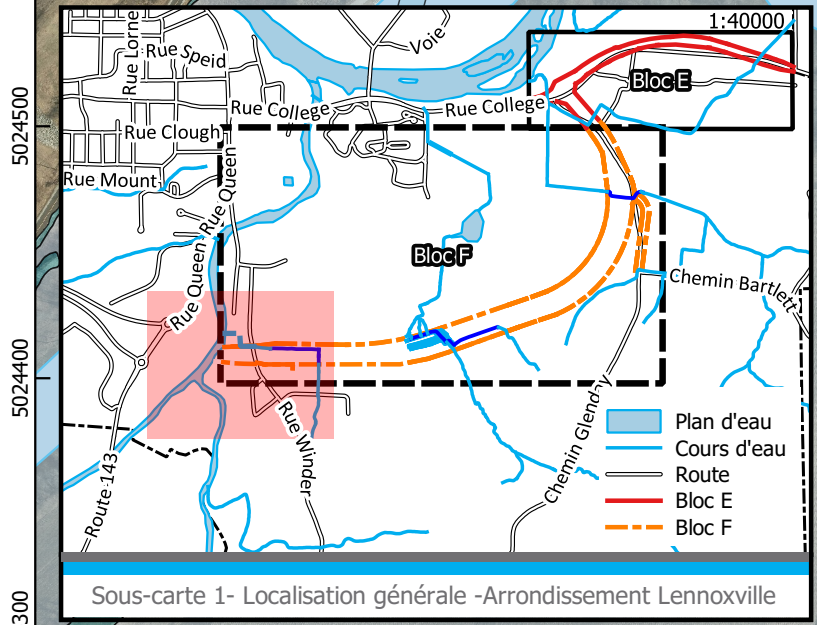 1:40000
Voie
Rue Lorne
Rue Speid
Bloc E
Rue College
Rue College
5024500
Rue Clough
Rue Mount
Rue Queen
Rue Queen
Bloc F
Chemin Bartlett
5024400
Rue Winder
Chemin Glenday
Route 143
Plan d'eau
Cours d'eau
Route
Bloc E
Bloc F
Sous-carte 1- Localisation générale -Arrondissement Lennoxville
300